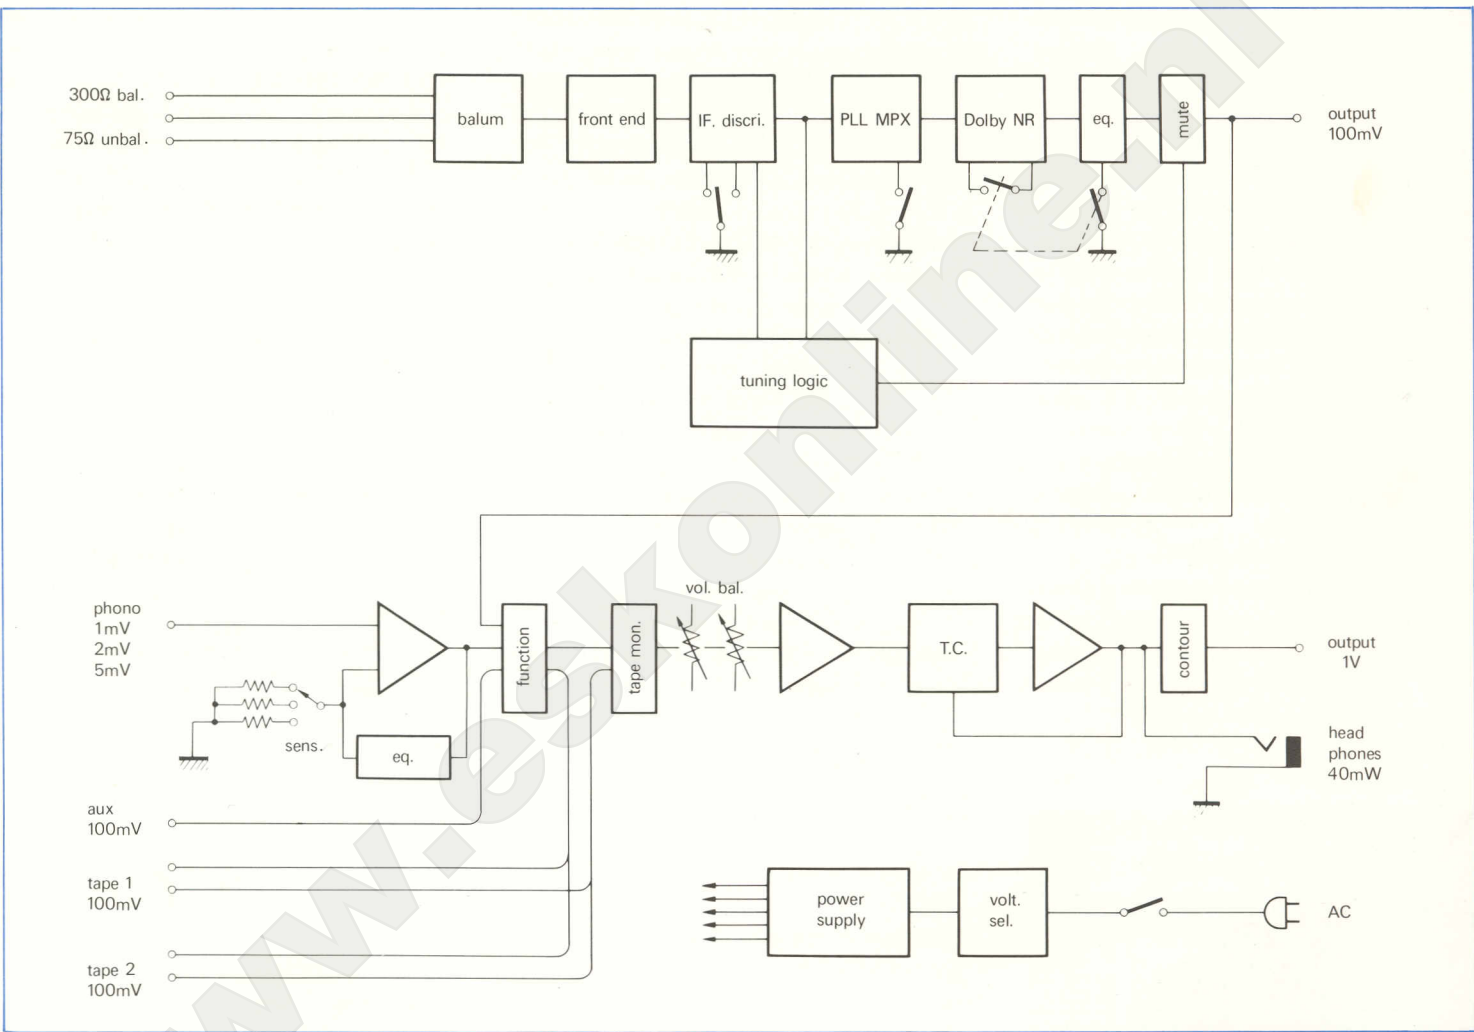 300Ω bal.
75Ω unbal.
balum
front end
IF. discri.
PLL MPX
Dolby NR
eq.
mute
output
100mV
tuning logic
phono
1mV
2mV
5mV
sens.
eq.
function
tape mon.
vol. bal.
T.C.
contour
output
1V
head
phones
40mW
aux
100mV
tape 1
100mV
tape 2
100mV
power
supply
volt.
sel.
AC
www.eskonline.nl